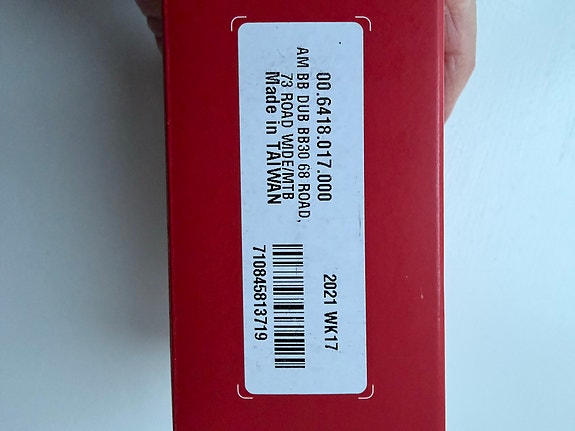 00.6418.017.000
AM BB DUB BB30 68 ROAD,
73 ROAD WIDE/MTB
Made in TAIWAN
2021 WK17
710845813719